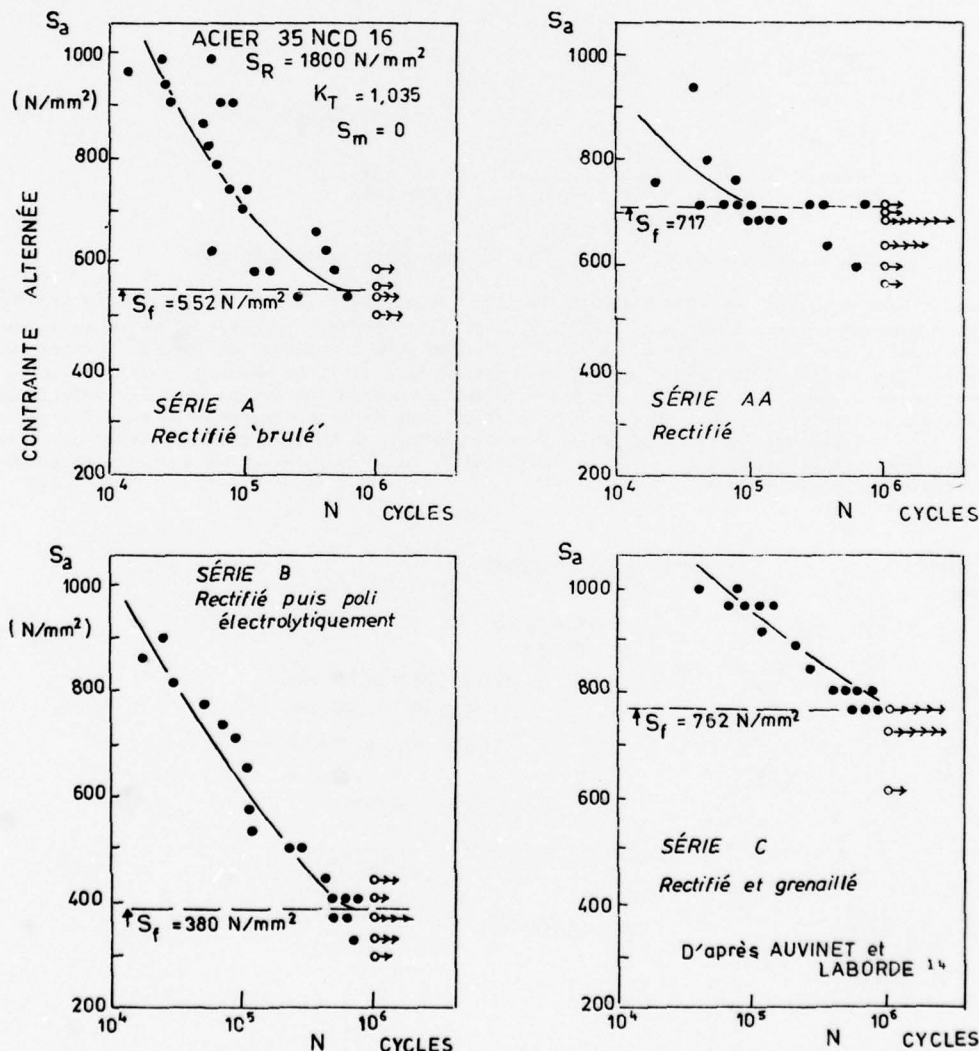 Sa
1000
(N/mm²)
800
600
400
200
CONTRAINTE ALTERNÉE
ACIER 35 NCD 16
SR = 1800 N/mm²
KT = 1,035
Sm = 0
Sf = 552 N/mm²
SÉRIE A
Rectifié 'brulé'
10⁴ 10⁵ 10⁶
N CYCLES
Sa
1000
800
600
400
200
Sf = 717
SÉRIE AA
Rectifié
10⁴ 10⁵ 10⁶
N CYCLES
Sa
1000
(N/mm²)
800
600
400
200
SÉRIE B
Rectifié puis poli
électrolytiquement
Sf = 380 N/mm²
10⁴ 10⁵ 10⁶
N CYCLES
Sa
1000
800
600
400
200
Sf = 762 N/mm²
SÉRIE C
Rectifié et grenaillé
D'après AUVINET et
LABORDE 14
10⁴ 10⁵ 10⁶
N CYCLES